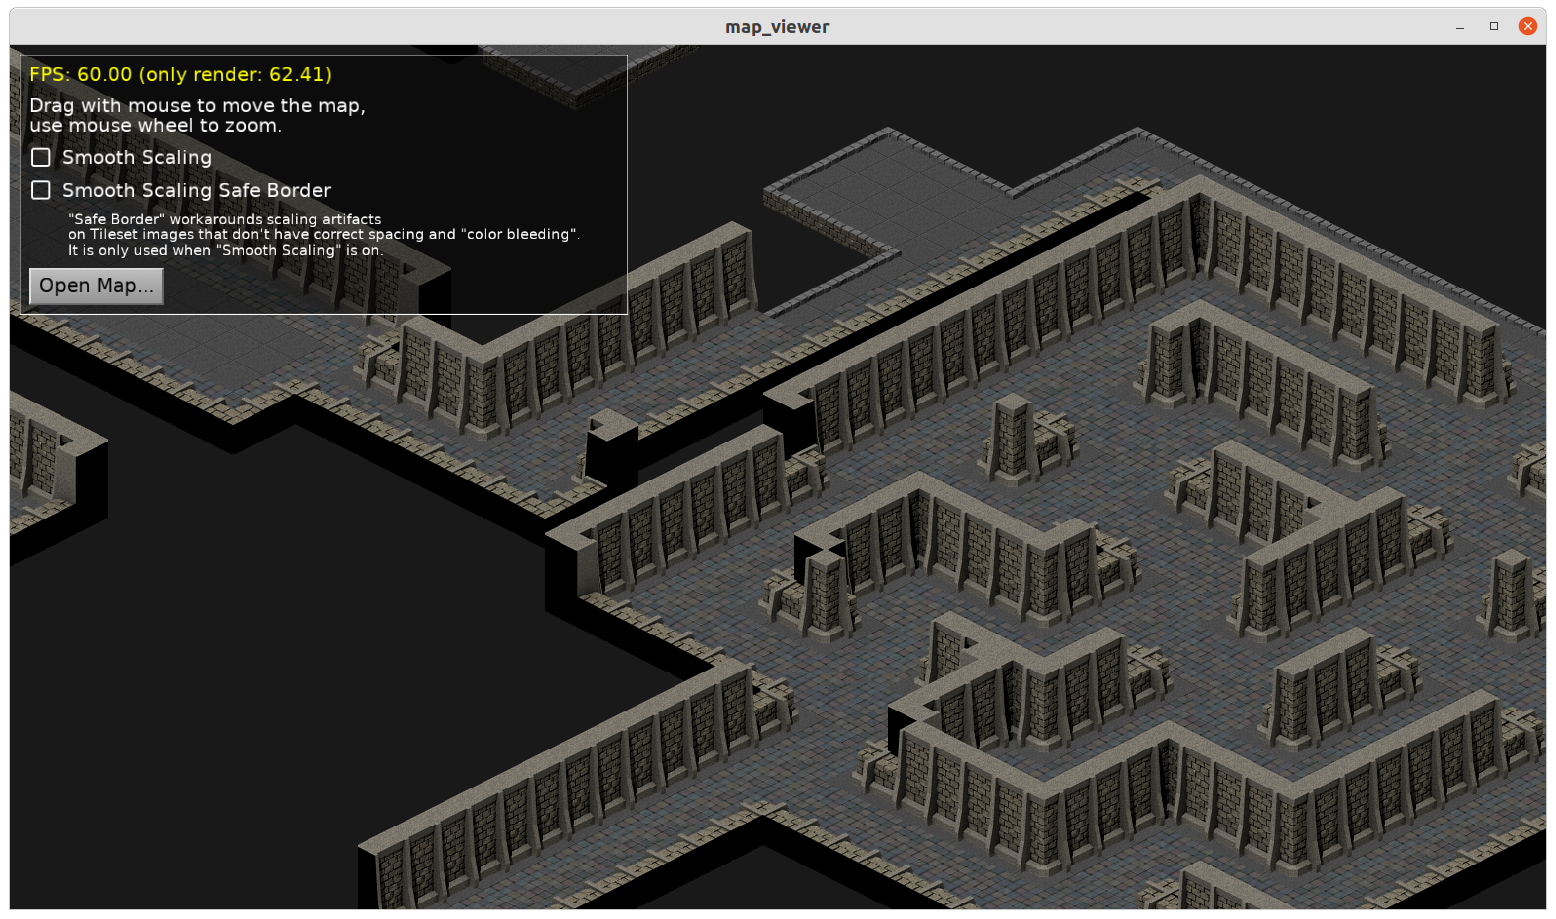 map_viewer
FPS: 60.00 (only render: 62.41)
Drag with mouse to move the map,
use mouse wheel to zoom.
Smooth Scaling
Smooth Scaling Safe Border
"Safe Border" workarounds scaling artifacts
on Tileset images that don't have correct spacing and "color bleeding".
It is only used when "Smooth Scaling" is on.
Open Map...